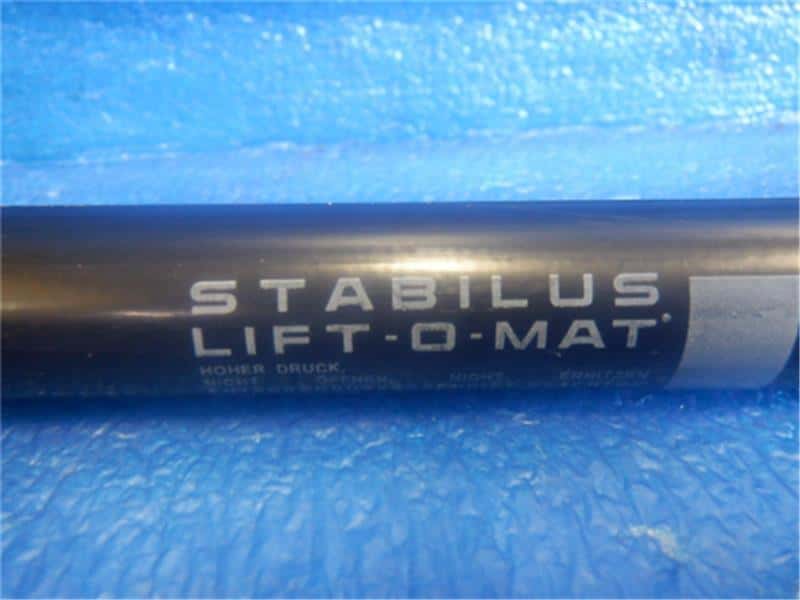 STABILUS
LIFT-O-MAT
HOHER DRUCK,
NICHT ÖFFNEN, NICHT ERHITZEN